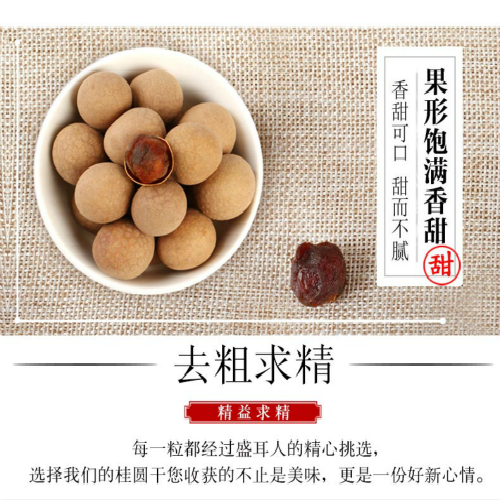 果形饱满香甜
甜
香甜可口 甜而不腻
去粗求精
精益求精
每一粒都经过盛耳人的精心挑选，
选择我们的桂圆干您收获的不止是美味，更是一份好新心情。